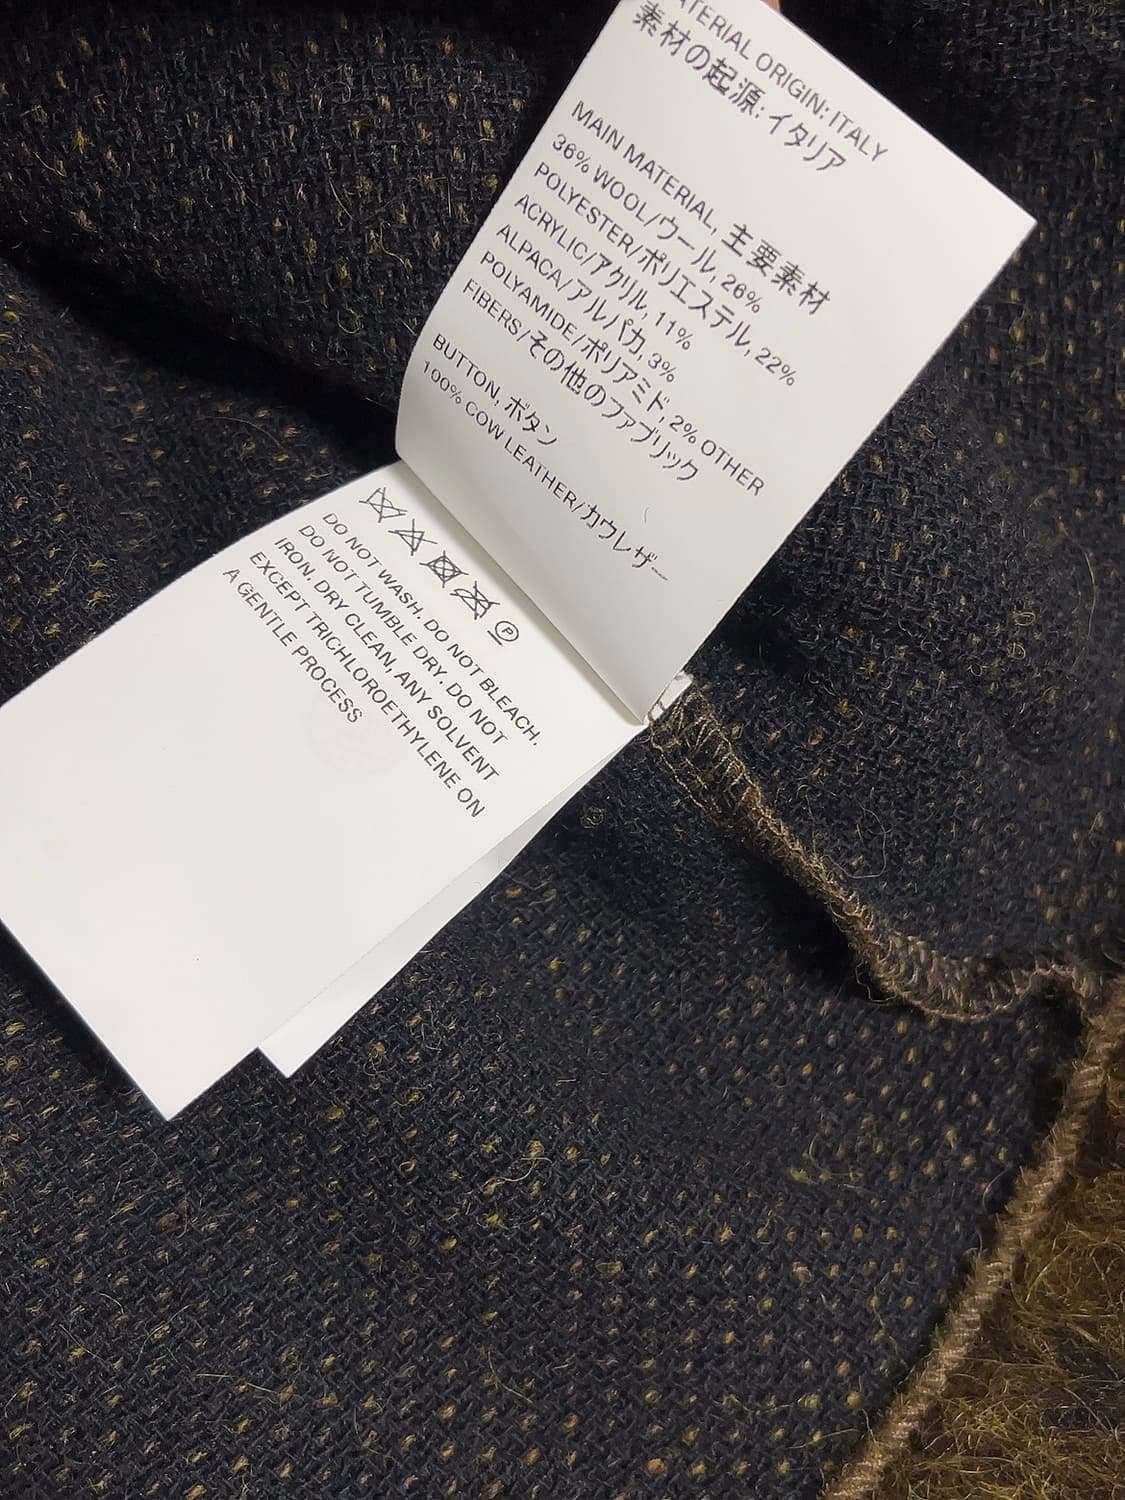 MATERIAL ORIGIN: ITALY
素材の起源: イタリア
MAIN MATERIAL, 主要素材
36% WOOL/ウール, 26%
POLYESTER/ポリエステル, 22%
ACRYLIC/アクリル, 11%
ALPACA/アルパカ, 3%
POLYAMIDE/ポリアミド, 2% OTHER
FIBERS/その他のファブリック
BUTTON, ボタン
100% COW LEATHER/カウレザー
P
DO NOT WASH. DO NOT BLEACH.
DO NOT TUMBLE DRY. DO NOT
IRON. DRY CLEAN, ANY SOLVENT
EXCEPT TRICHLOROETHYLENE ON
A GENTLE PROCESS